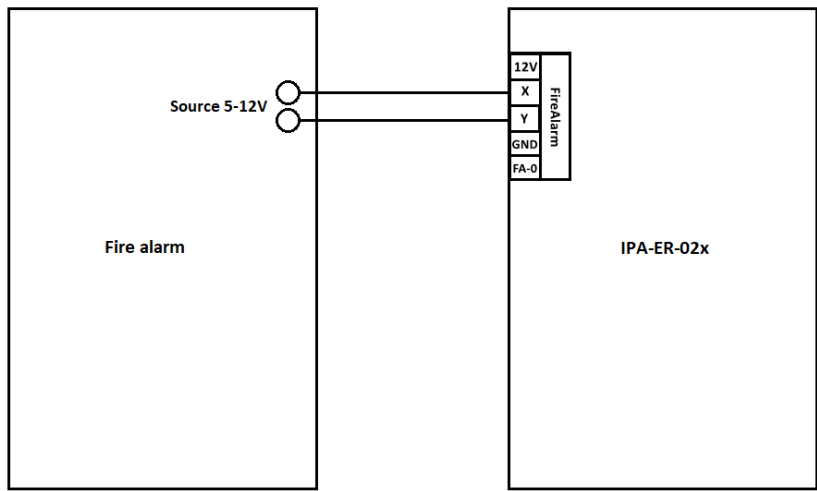 Source 5-12V
Fire alarm
12V
X
Y
GND
FA-0
FireAlarm
IPA-ER-02x